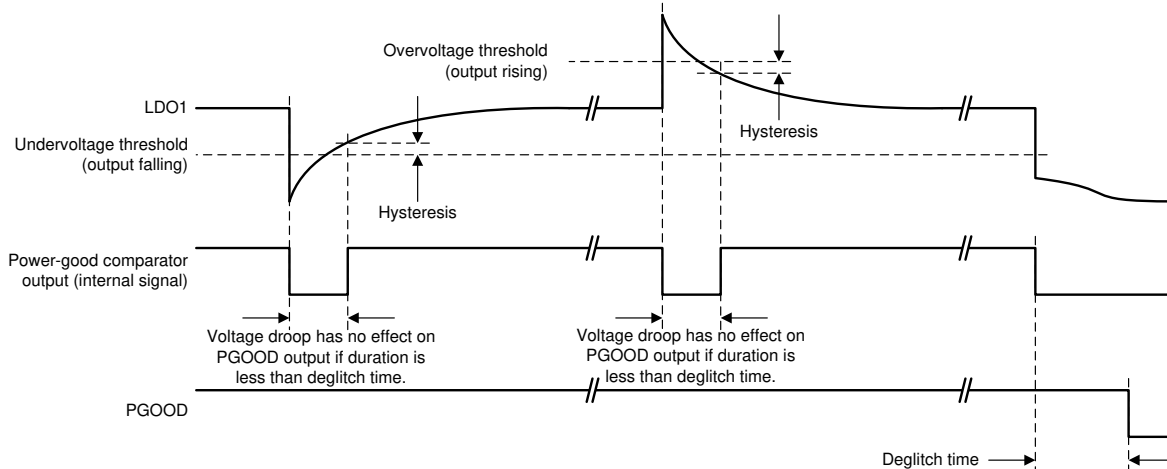 Overvoltage threshold
(output rising)
LDO1
Hysteresis
Undervoltage threshold
(output falling)
Hysteresis
Power-good comparator
output (internal signal)
Voltage droop has no effect on
PGOOD output if duration is
less than deglitch time.
Voltage droop has no effect on
PGOOD output if duration is
less than deglitch time.
PGOOD
Deglitch time